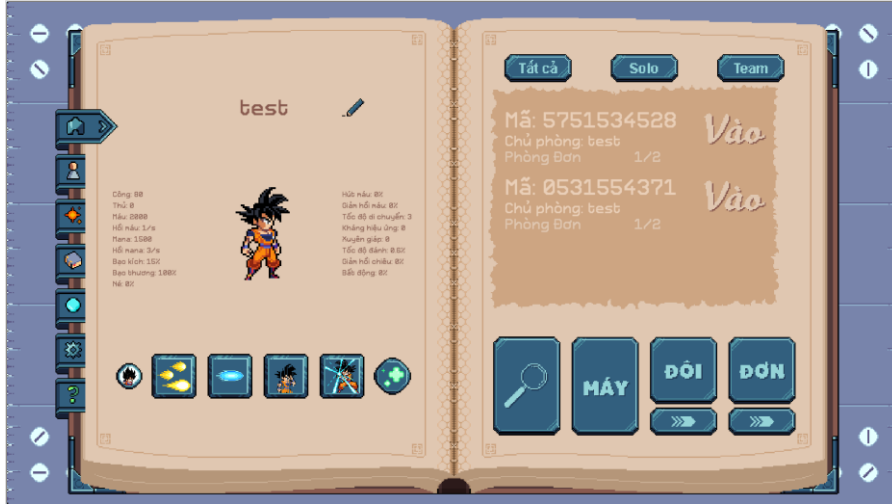 test
Công: 80
Thủ: 0
Máu: 2000
Hồi máu: 1/s
Mana: 1500
Hồi mana: 3/s
Bạo kích: 15%
Bạo thương: 100%
Né: 0%
Hút máu: 0%
Giảm hồi máu: 0%
Tốc độ di chuyển: 3
Kháng hiệu ứng: 0
Xuyên giáp: 0
Tốc độ đánh: 0.5%
Giảm hồi chiêu: 0%
Bất động: 0%
Tất cả
Solo
Team
Mã: 5751534528
Vào
Chủ phòng: test
Phòng Đơn 1/2
Mã: 0531554371
Vào
Chủ phòng: test
Phòng Đơn 1/2
MÁY
ĐÔI
ĐƠN
?